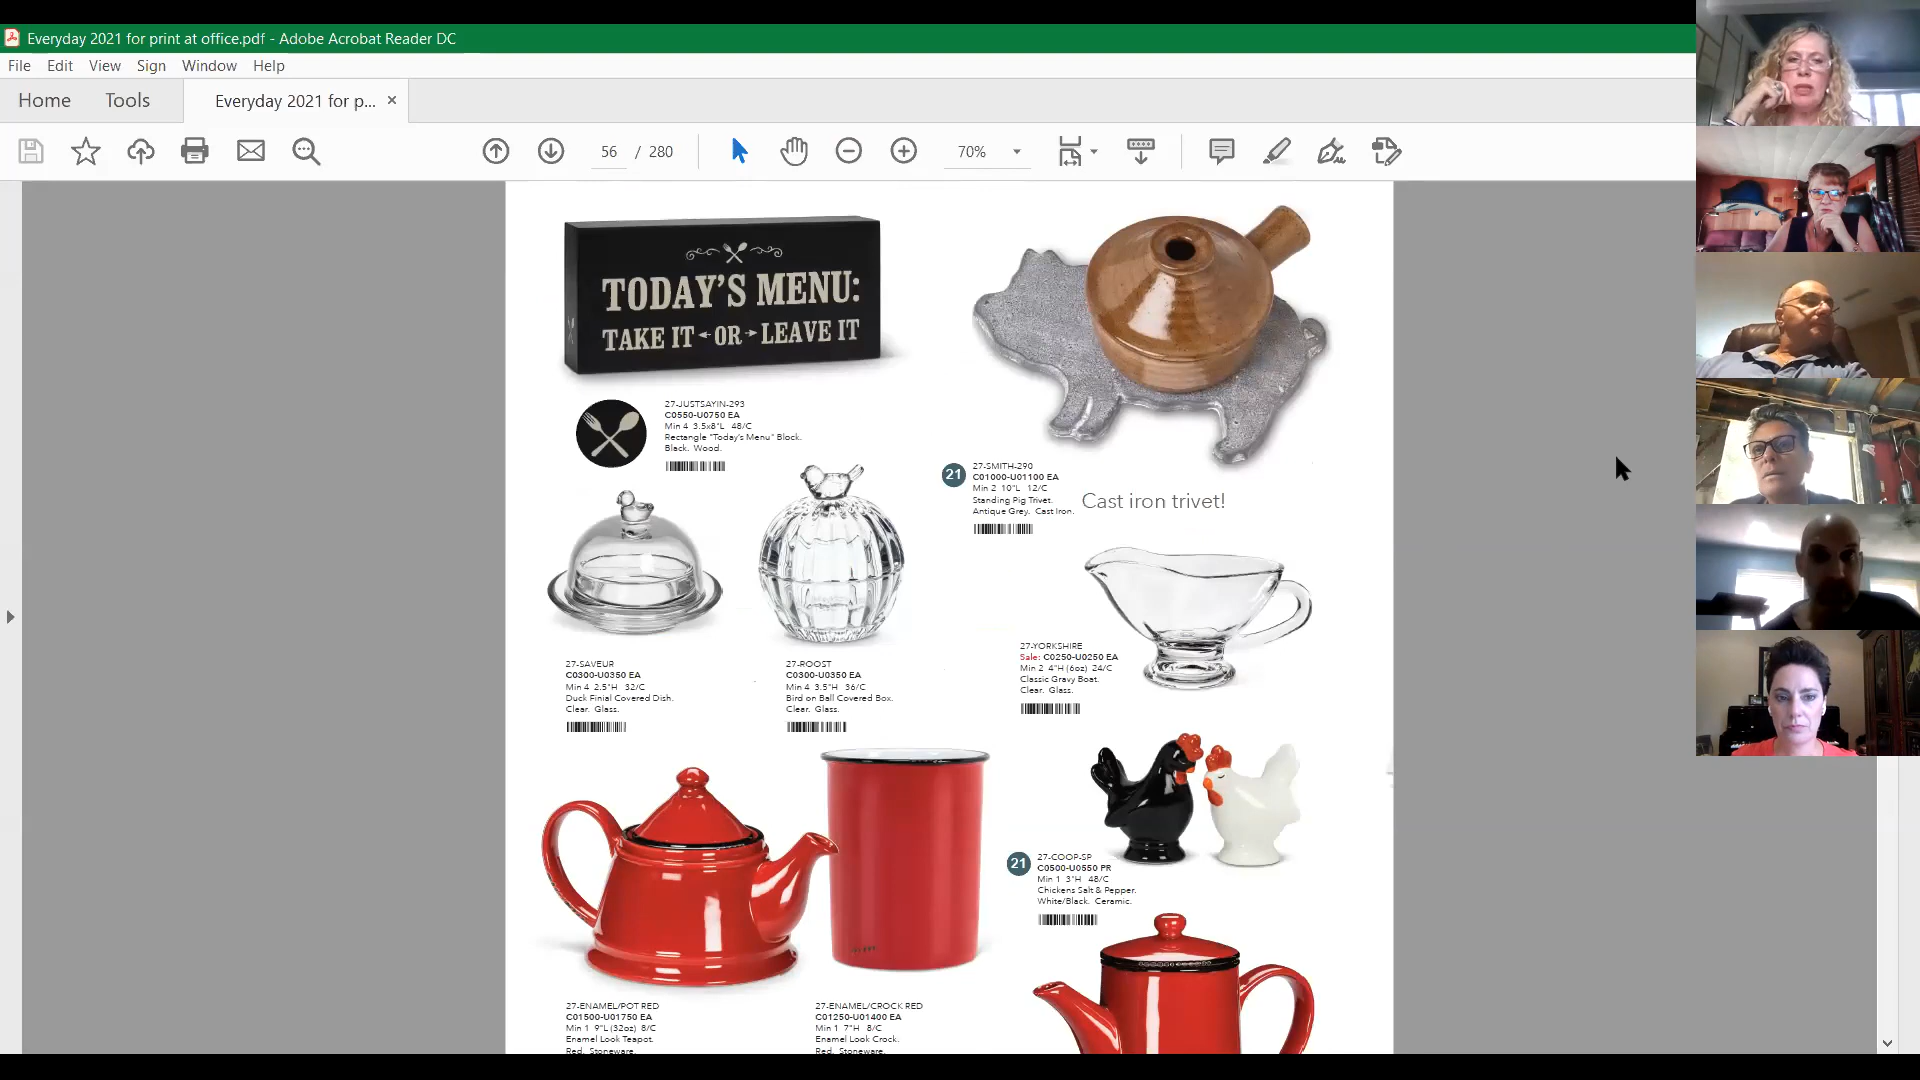 Everyday 2021 for print at office.pdf - Adobe Acrobat Reader DC
File Edit View Sign Window Help
Home Tools Everyday 2021 for p... ×
56 / 280 70%
TODAY'S MENU:
TAKE IT OR LEAVE IT
27-JUSTSAYIN-293
C0550-U0750 EA
Min 4 3.5x8"L 48/C
Rectangle "Today's Menu" Block.
Black. Wood.
21
27-SMITH-290
C01000-U01100 EA
Min 2 10"L 12/C
Standing Pig Trivet.
Antique Grey. Cast Iron.
Cast iron trivet!
27-SAVEUR
C0300-U0350 EA
Min 4 2.5"H 32/C
Duck Finial Covered Dish.
Clear. Glass.
27-ROOST
C0300-U0350 EA
Min 4 3.5"H 36/C
Bird on Ball Covered Box.
Clear. Glass.
27-YORKSHIRE
Sale: C0250-U0250 EA
Min 2 4"H (6oz) 24/C
Classic Gravy Boat.
Clear. Glass.
21
27-COOP-SP
C0500-U0550 PR
Min 1 3"H 48/C
Chickens Salt & Pepper.
White/Black. Ceramic.
27-ENAMEL/POT RED
C01500-U01750 EA
Min 1 9"L (32oz) 8/C
Enamel Look Teapot.
Red. Stoneware.
27-ENAMEL/CROCK RED
C01250-U01400 EA
Min 1 7"H 8/C
Enamel Look Crock.
Red. Stoneware.